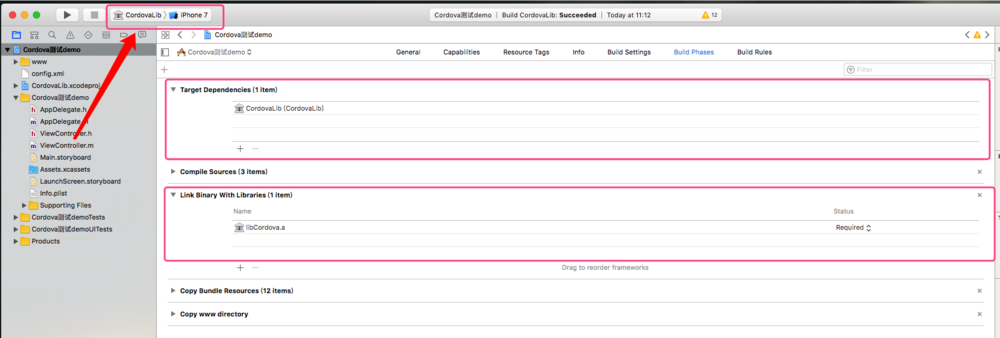 CordovaLib 〉 iPhone 7
Cordova测试demo | Build CordovaLib: Succeeded | Today at 11:12
12
Cordova测试demo
www
config.xml
CordovaLib.xcodeproj
Cordova测试demo
AppDelegate.h
AppDelegate.m
ViewController.h
ViewController.m
Main.storyboard
Assets.xcassets
LaunchScreen.storyboard
Info.plist
Supporting Files
Cordova测试demoTests
Cordova测试demoUITests
Products
Cordova测试demo
Cordova测试demo
General
Capabilities
Resource Tags
Info
Build Settings
Build Phases
Build Rules
Filter
Target Dependencies (1 item)
CordovaLib (CordovaLib)
Compile Sources (3 items)
Link Binary With Libraries (1 item)
Name
Status
libCordova.a
Required
Drag to reorder frameworks
Copy Bundle Resources (12 items)
Copy www directory